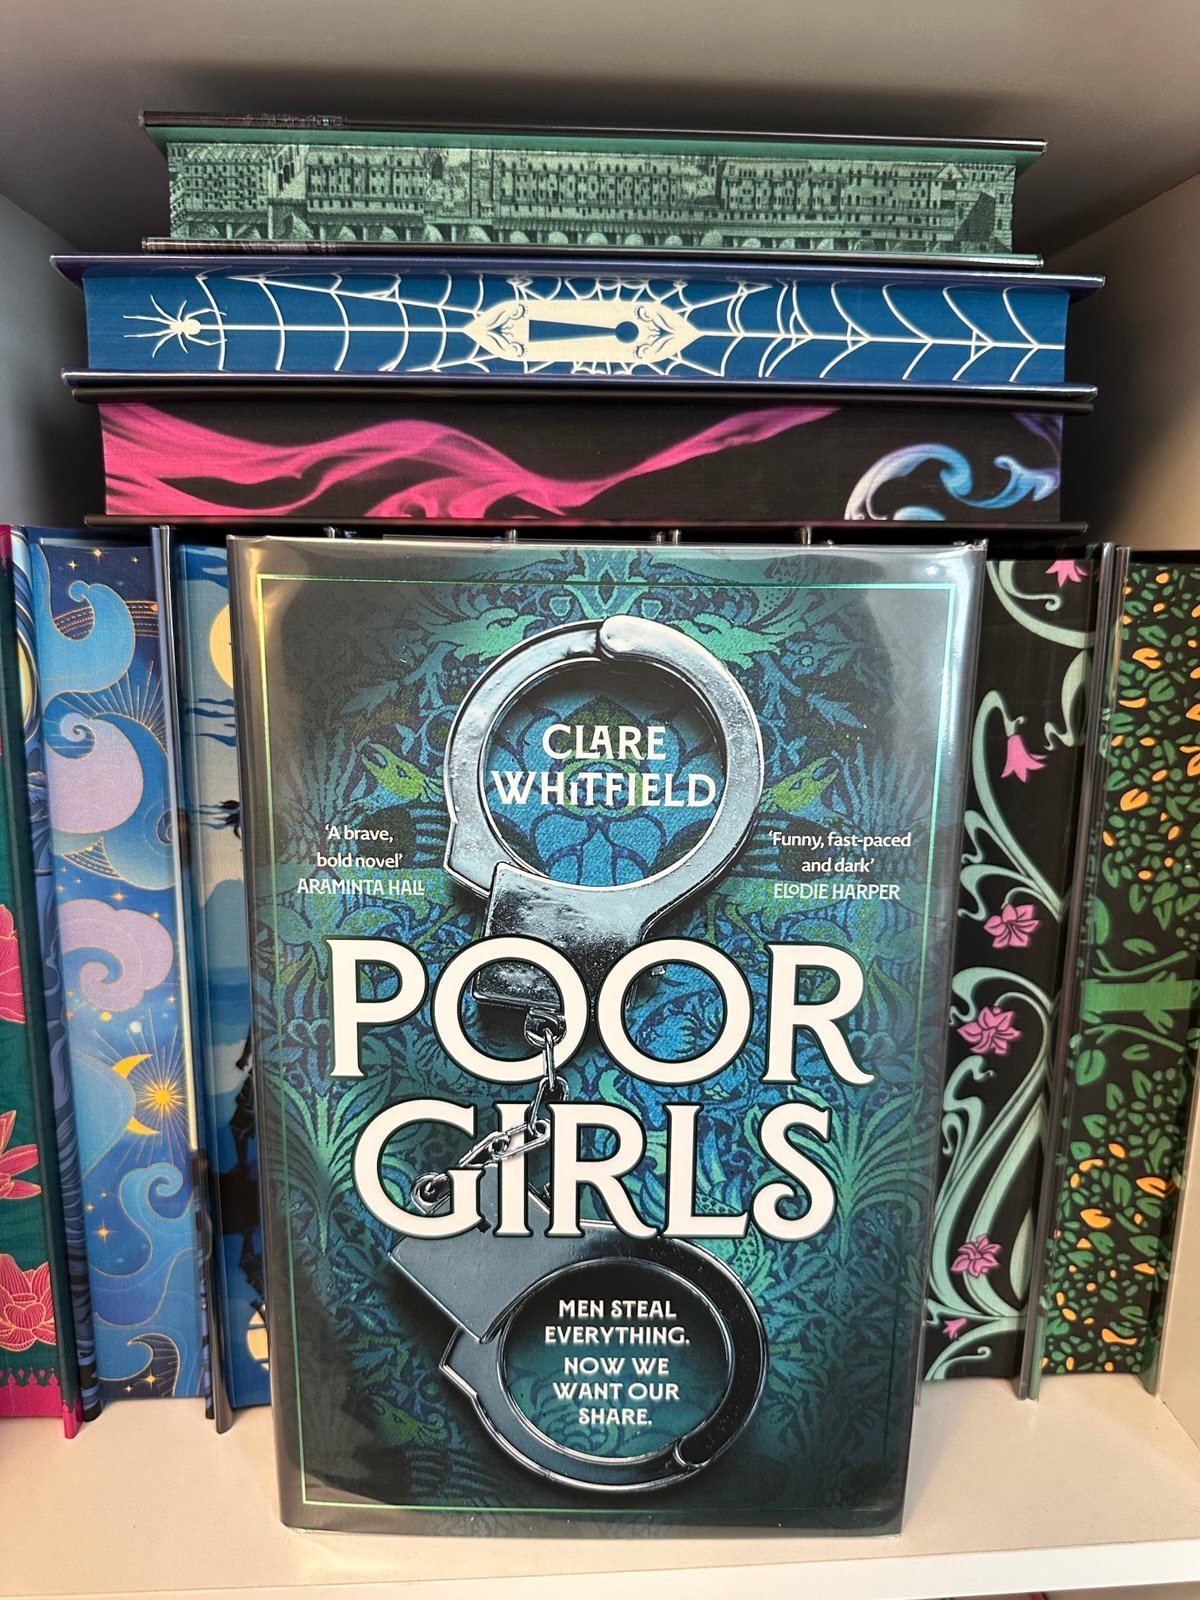 CLARE
WHITFIELD
'A brave,
bold novel'
ARAMINTA HALL
'Funny, fast-paced
and dark'
ELODIE HARPER
POOR
GIRLS
MEN STEAL
EVERYTHING.
NOW WE
WANT OUR
SHARE.